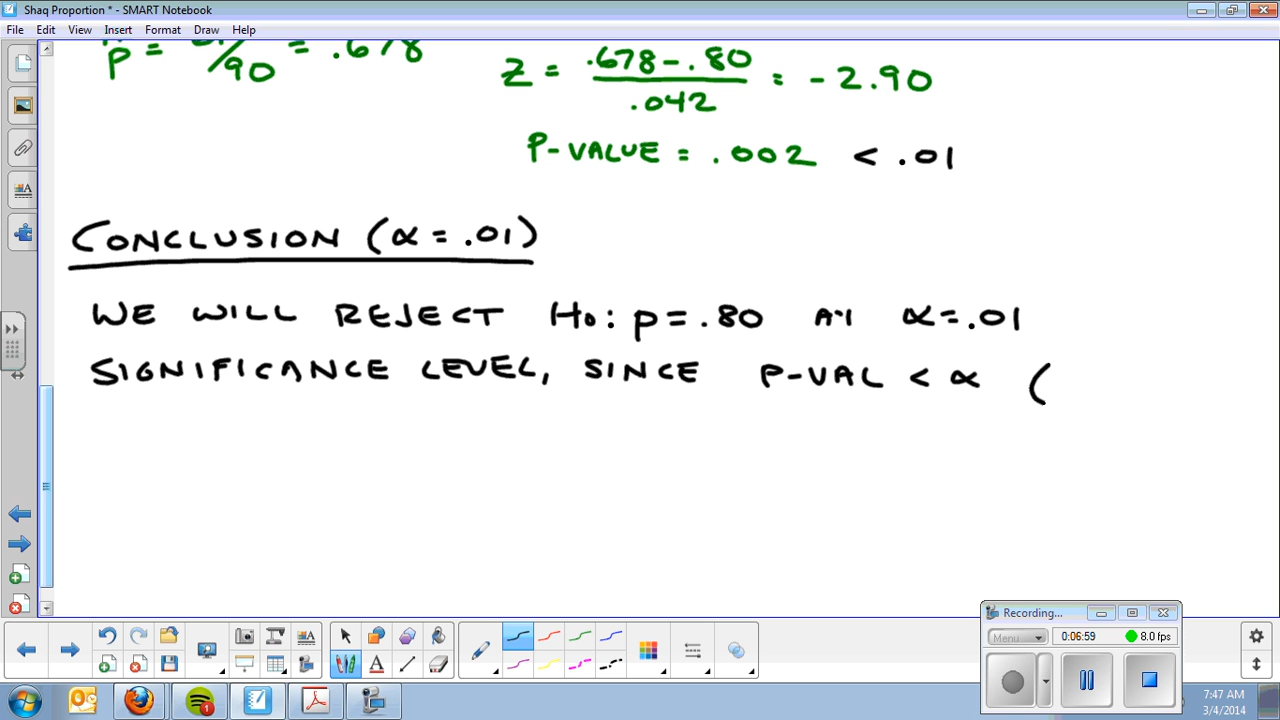 Shaq Proportion * - SMART Notebook
File Edit View Insert Format Draw Help
p = /90 = .678
Z = .678 - .80 / .042 = - 2.90
P-VALUE = .002 < .01
CONCLUSION (α = .01)
WE WILL REJECT Ho: p = .80 AT α = .01
SIGNIFICANCE LEVEL, SINCE P-VAL < α (
Recording...
Menu 0:06:59 8.0 fps
7:47 AM
3/4/2014